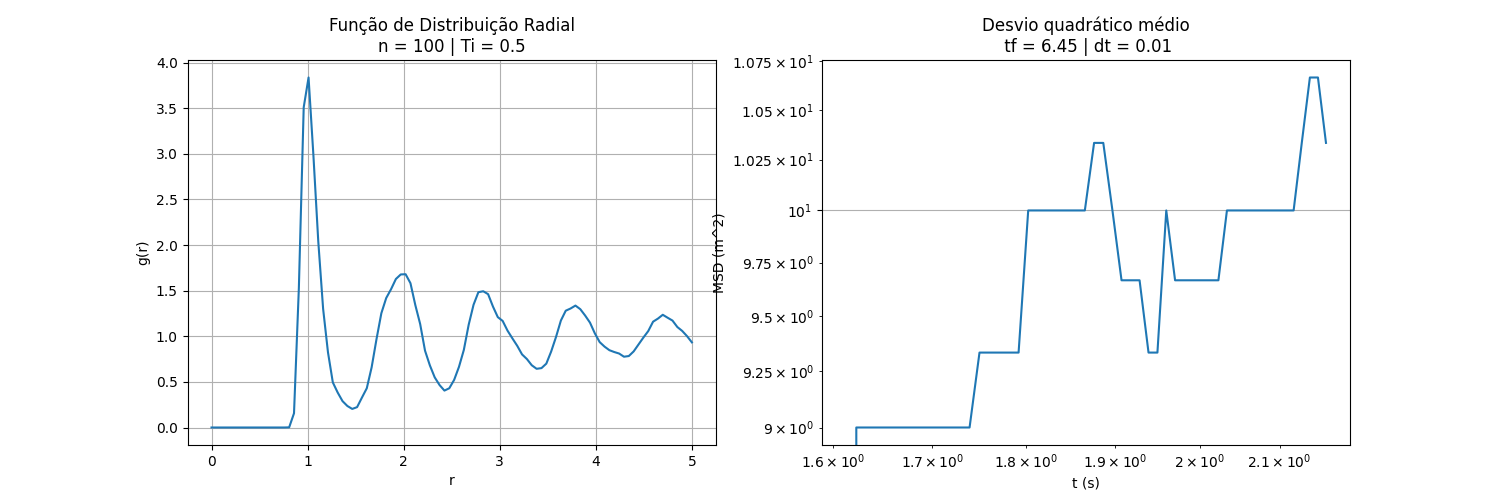 Função de Distribuição Radial
n = 100 | Ti = 0.5
4.0
3.5
3.0
2.5
2.0
1.5
1.0
0.5
0.0
g(r)
0 1 2 3 4 5
r
Desvio quadrático médio
tf = 6.45 | dt = 0.01
1.075 × 10¹
1.05 × 10¹
1.025 × 10¹
10¹
9.75 × 10⁰
9.5 × 10⁰
9.25 × 10⁰
9 × 10⁰
MSD (m^2)
1.6 × 10⁰ 1.7 × 10⁰ 1.8 × 10⁰ 1.9 × 10⁰ 2 × 10⁰ 2.1 × 10⁰
t (s)